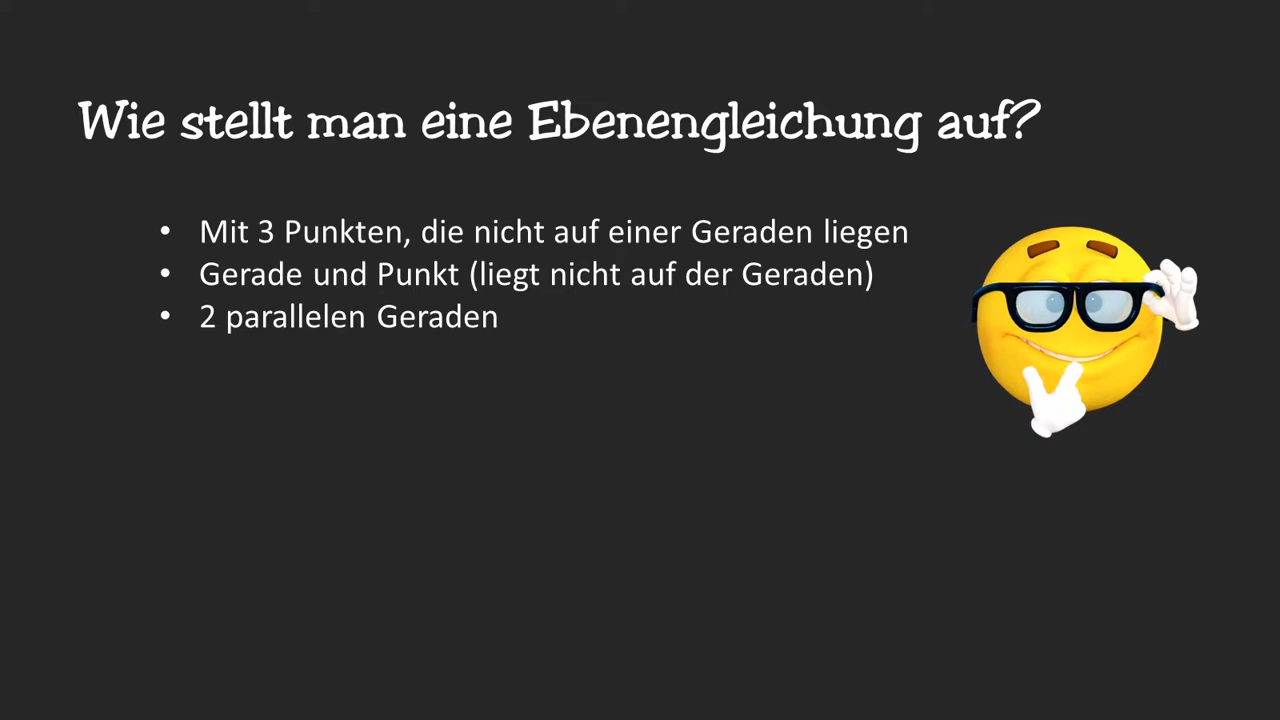 Wie stellt man eine Ebenengleichung auf?
• Mit 3 Punkten, die nicht auf einer Geraden liegen
• Gerade und Punkt (liegt nicht auf der Geraden)
• 2 parallelen Geraden